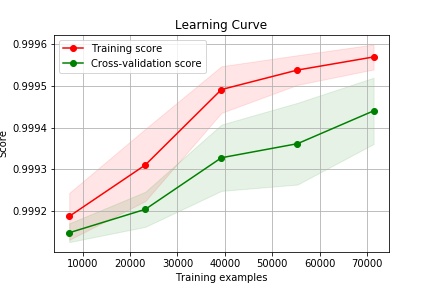 Learning Curve
0.9996
0.9995
0.9994
0.9993
0.9992
Score
Training score
Cross-validation score
10000 20000 30000 40000 50000 60000 70000
Training examples